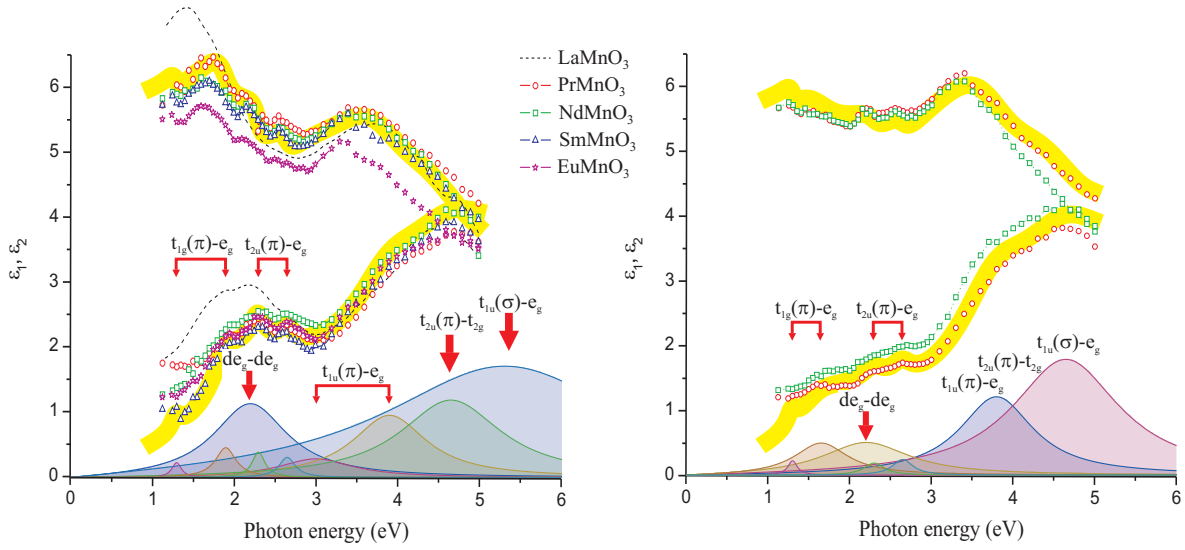 LaMnO₃
PrMnO₃
NdMnO₃
SmMnO₃
EuMnO₃
ε₁, ε₂
6
5
4
3
2
1
0
t₁g(π)-eg t₂u(π)-eg
deg-deg
t₁u(π)-eg
t₂u(π)-t₂g
t₁u(σ)-eg
0 1 2 3 4 5 6
Photon energy (eV)
ε₁, ε₂
6
5
4
3
2
1
0
t₁g(π)-eg t₂u(π)-eg
deg-deg
t₁u(σ)-eg
t₂u(π)-t₂g
t₁u(π)-eg
0 1 2 3 4 5 6
Photon energy (eV)